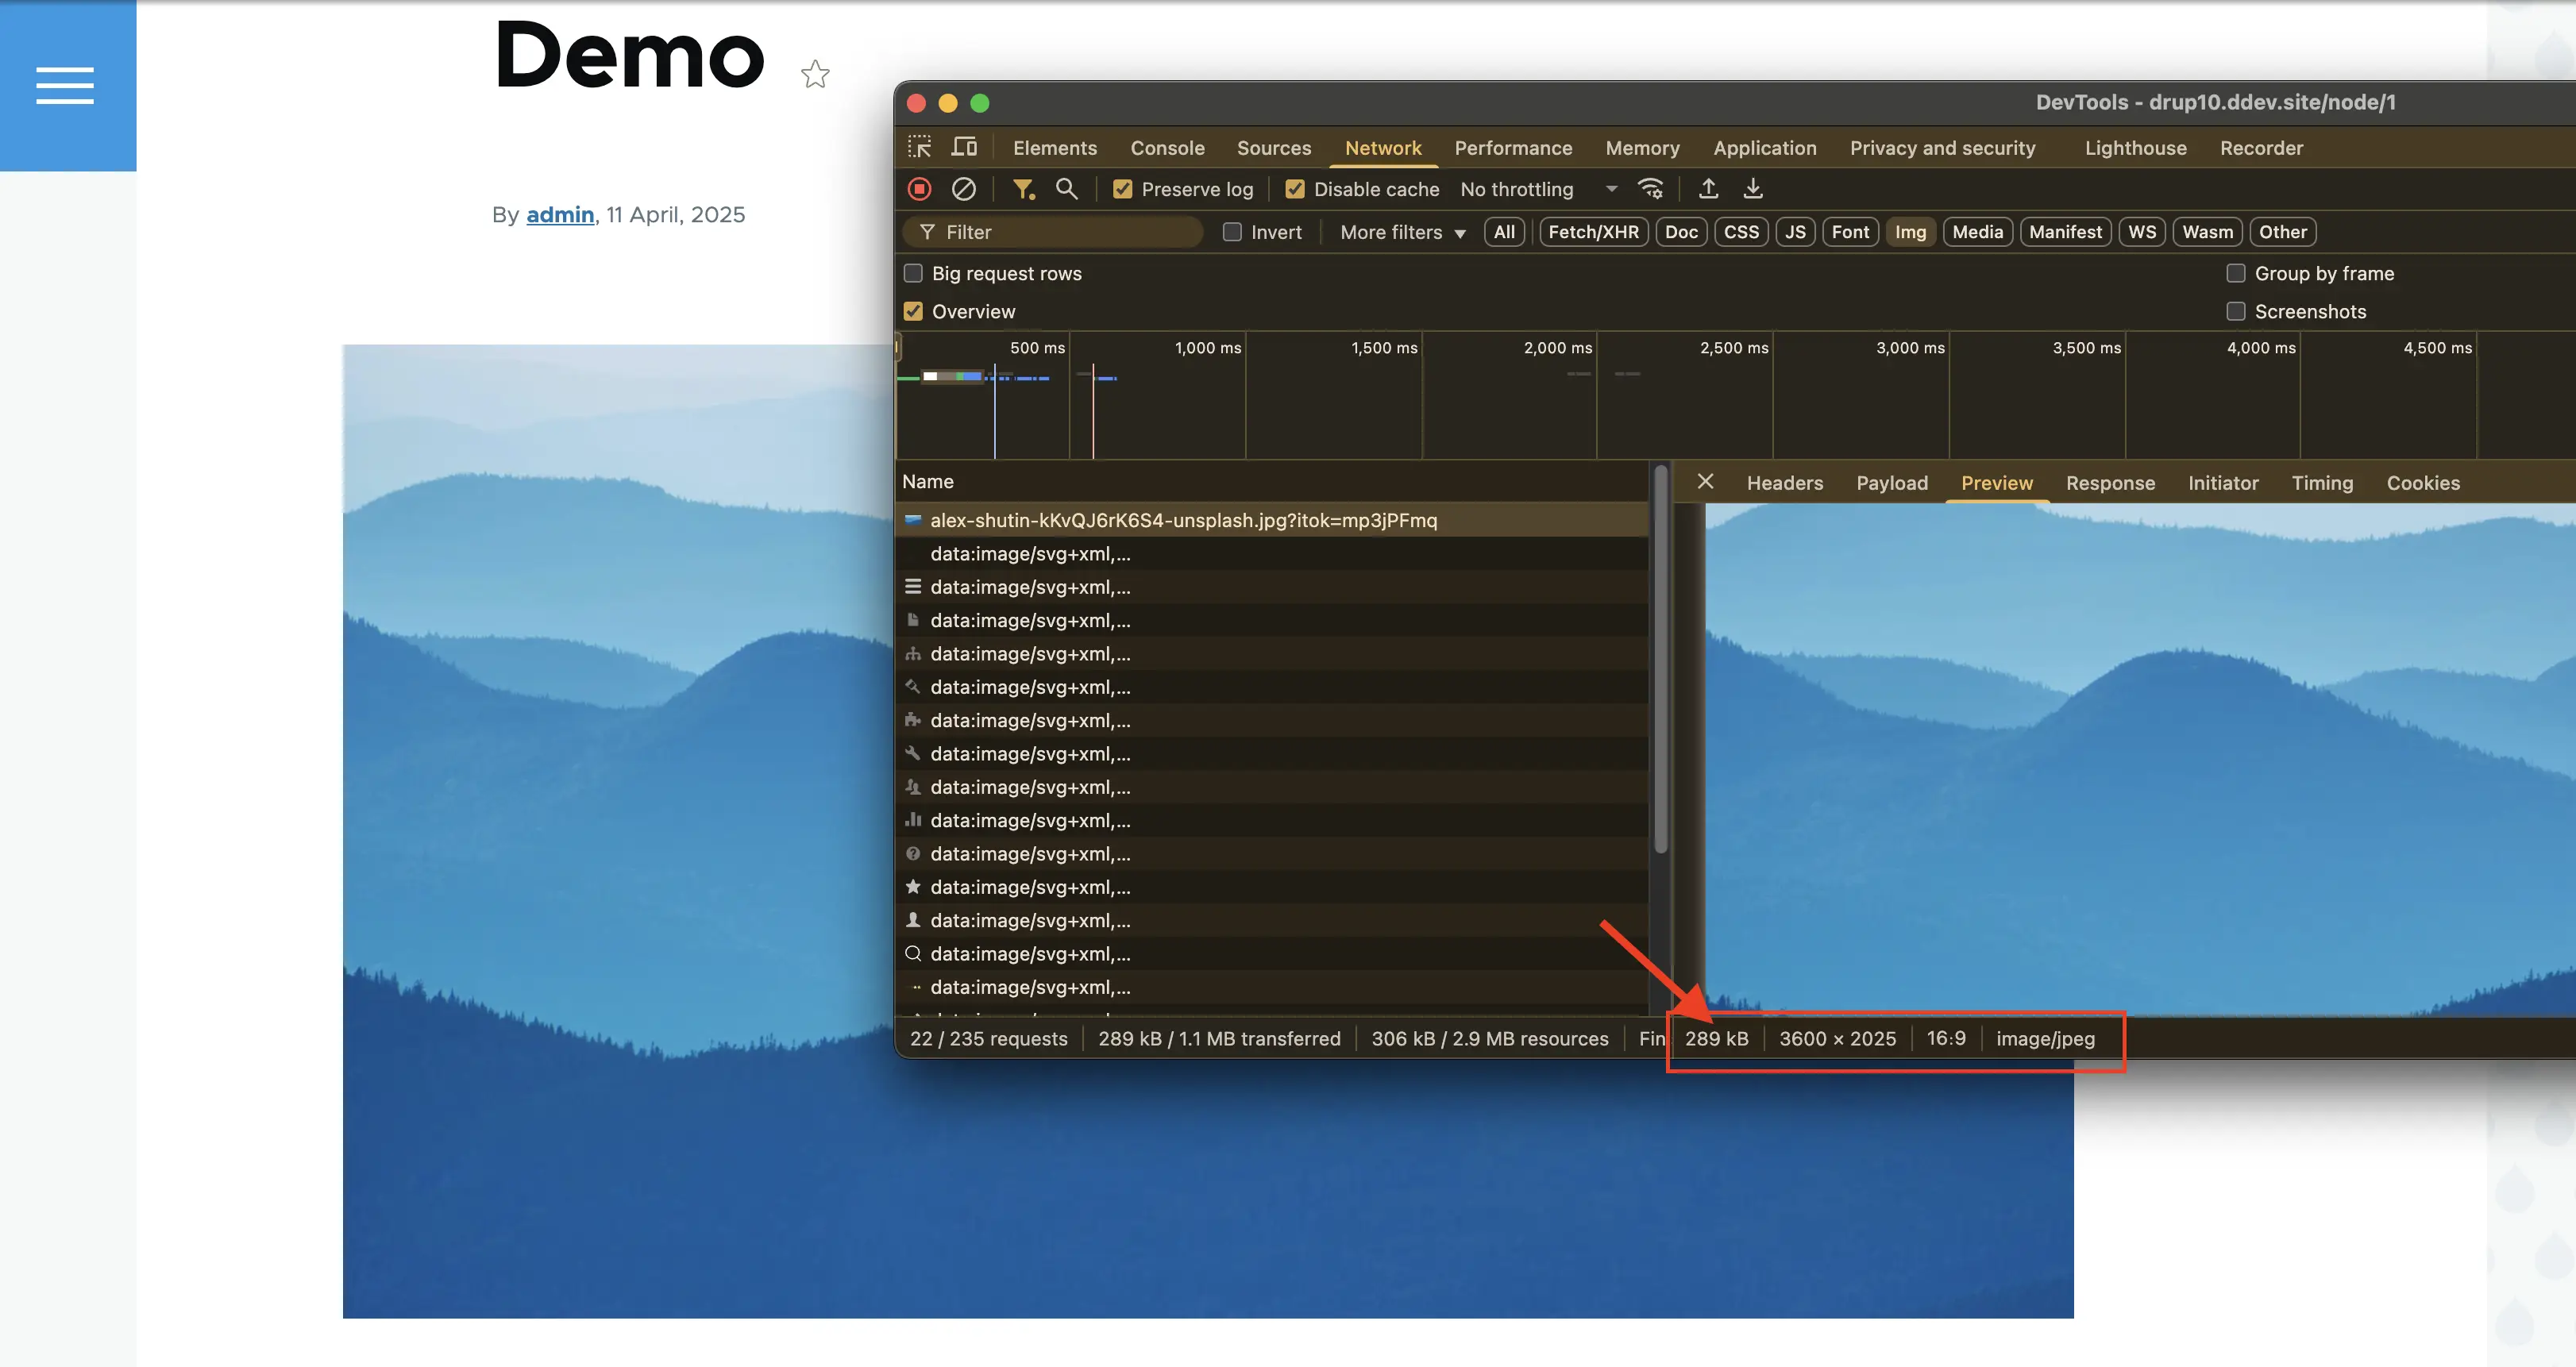 Demo
By admin, 11 April, 2025
DevTools - drup10.ddev.site/node/1
Elements Console Sources Network Performance Memory Application Privacy and security Lighthouse Recorder
Preserve log Disable cache No throttling
Filter Invert More filters All Fetch/XHR Doc CSS JS Font Img Media Manifest WS Wasm Other
Big request rows Group by frame
Overview Screenshots
500 ms 1,000 ms 1,500 ms 2,000 ms 2,500 ms 3,000 ms 3,500 ms 4,000 ms 4,500 ms
Name
Headers Payload Preview Response Initiator Timing Cookies
alex-shutin-kKvQJ6rK6S4-unsplash.jpg?itok=mp3jPFmq
data:image/svg+xml,...
data:image/svg+xml,...
data:image/svg+xml,...
data:image/svg+xml,...
data:image/svg+xml,...
data:image/svg+xml,...
data:image/svg+xml,...
data:image/svg+xml,...
data:image/svg+xml,...
data:image/svg+xml,...
data:image/svg+xml,...
data:image/svg+xml,...
data:image/svg+xml,...
data:image/svg+xml,...
22 / 235 requests 289 kB / 1.1 MB transferred 306 kB / 2.9 MB resources Fin 289 kB 3600 × 2025 16:9 image/jpeg